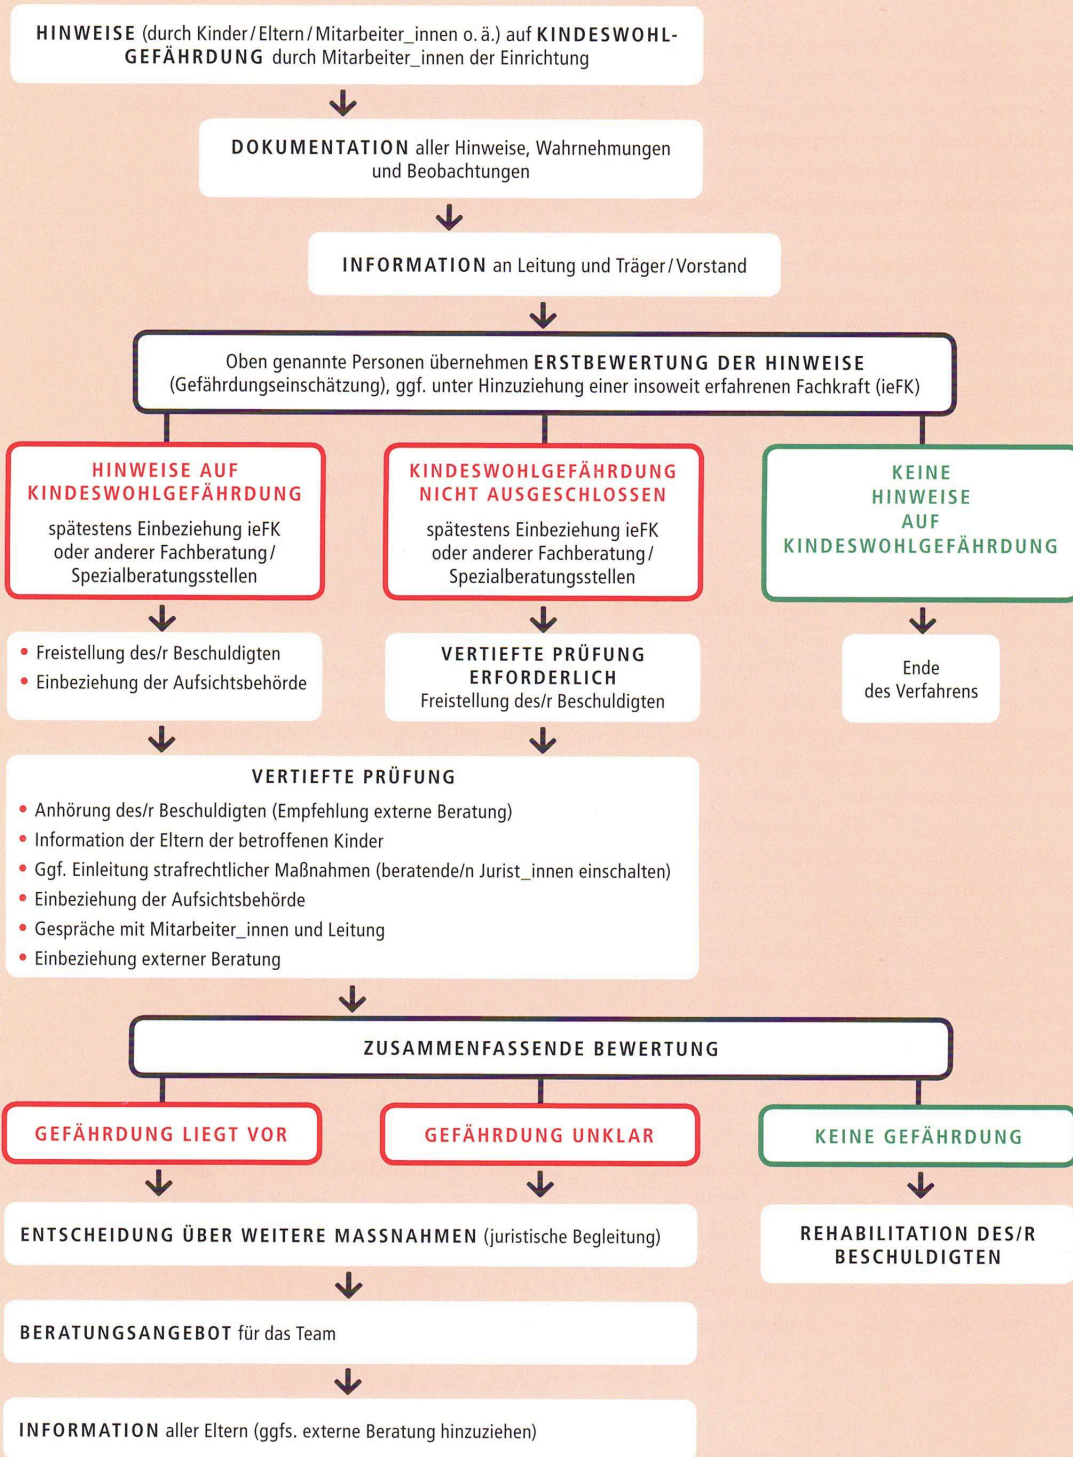 HINWEISE (durch Kinder/Eltern/Mitarbeiter_innen o. ä.) auf KINDESWOHL-
GEFÄHRDUNG durch Mitarbeiter_innen der Einrichtung
DOKUMENTATION aller Hinweise, Wahrnehmungen
und Beobachtungen
INFORMATION an Leitung und Träger/Vorstand
Oben genannte Personen übernehmen ERSTBEWERTUNG DER HINWEISE
(Gefährdungseinschätzung), ggf. unter Hinzuziehung einer insoweit erfahrenen Fachkraft (ieFK)
HINWEISE AUF
KINDESWOHLGEFÄHRDUNG
spätestens Einbeziehung ieFK
oder anderer Fachberatung/
Spezialberatungsstellen
KINDESWOHLGEFÄHRDUNG
NICHT AUSGESCHLOSSEN
spätestens Einbeziehung ieFK
oder anderer Fachberatung/
Spezialberatungsstellen
KEINE
HINWEISE
AUF
KINDESWOHLGEFÄHRDUNG
• Freistellung des/r Beschuldigten
• Einbeziehung der Aufsichtsbehörde
VERTIEFTE PRÜFUNG
ERFORDERLICH
Freistellung des/r Beschuldigten
Ende
des Verfahrens
VERTIEFTE PRÜFUNG
• Anhörung des/r Beschuldigten (Empfehlung externe Beratung)
• Information der Eltern der betroffenen Kinder
• Ggf. Einleitung strafrechtlicher Maßnahmen (beratende/n Jurist_innen einschalten)
• Einbeziehung der Aufsichtsbehörde
• Gespräche mit Mitarbeiter_innen und Leitung
• Einbeziehung externer Beratung
ZUSAMMENFASSENDE BEWERTUNG
GEFÄHRDUNG LIEGT VOR
GEFÄHRDUNG UNKLAR
KEINE GEFÄHRDUNG
ENTSCHEIDUNG ÜBER WEITERE MASSNAHMEN (juristische Begleitung)
REHABILITATION DES/R
BESCHULDIGTEN
BERATUNGSANGEBOT für das Team
INFORMATION aller Eltern (ggfs. externe Beratung hinzuziehen)